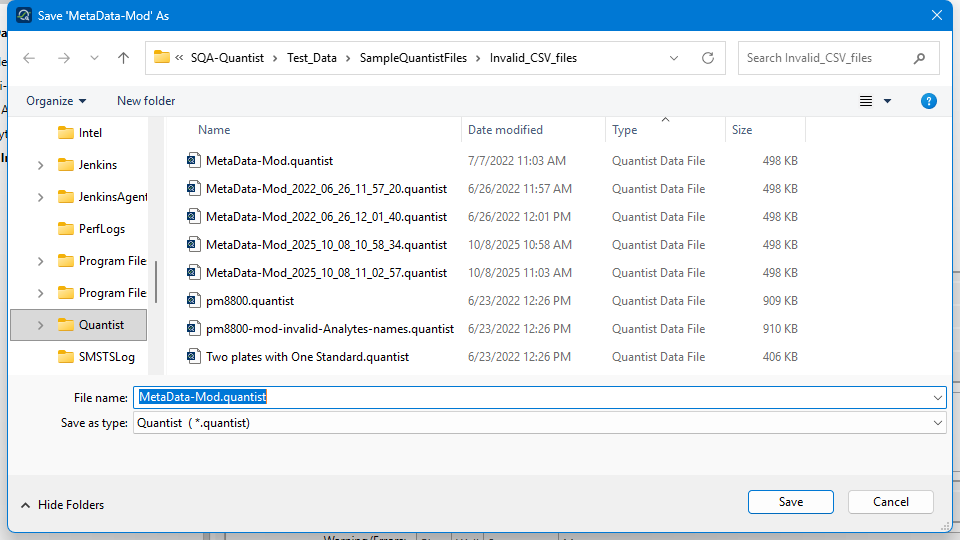 Save 'MetaData-Mod' As
« SQA-Quantist > Test_Data > SampleQuantistFiles > Invalid_CSV_files
Search Invalid_CSV_files
Organize
New folder
Name Date modified Type Size
Intel
Jenkins
JenkinsAgent
PerfLogs
Program File
Program File
Quantist
SMSTSLog
MetaData-Mod.quantist 7/7/2022 11:03 AM Quantist Data File 498 KB
MetaData-Mod_2022_06_26_11_57_20.quantist 6/26/2022 11:57 AM Quantist Data File 498 KB
MetaData-Mod_2022_06_26_12_01_40.quantist 6/26/2022 12:01 PM Quantist Data File 498 KB
MetaData-Mod_2025_10_08_10_58_34.quantist 10/8/2025 10:58 AM Quantist Data File 498 KB
MetaData-Mod_2025_10_08_11_02_57.quantist 10/8/2025 11:03 AM Quantist Data File 498 KB
pm8800.quantist 6/23/2022 12:26 PM Quantist Data File 909 KB
pm8800-mod-invalid-Analytes-names.quantist 6/23/2022 12:26 PM Quantist Data File 910 KB
Two plates with One Standard.quantist 6/23/2022 12:26 PM Quantist Data File 406 KB
File name: MetaData-Mod.quantist
Save as type: Quantist ( *.quantist)
Hide Folders
Save
Cancel